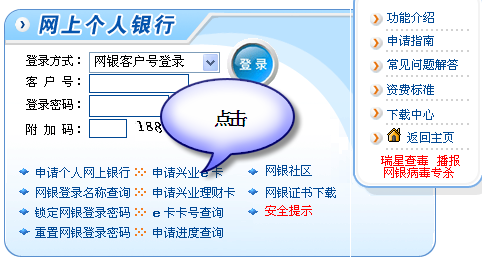 网上个人银行
登录方式：网银客户号登录
登录
客 户 号：
登录密码：
附 加 码：
点击
申请个人网上银行 申请兴业e卡 网银社区
网银登录名称查询 申请兴业理财卡 网银证书下载
锁定网银登录密码 e卡卡号查询 安全提示
重置网银登录密码 申请进度查询
功能介绍
申请指南
常见问题解答
资费标准
下载中心
返回主页
瑞星查毒 播报
网银病毒专杀